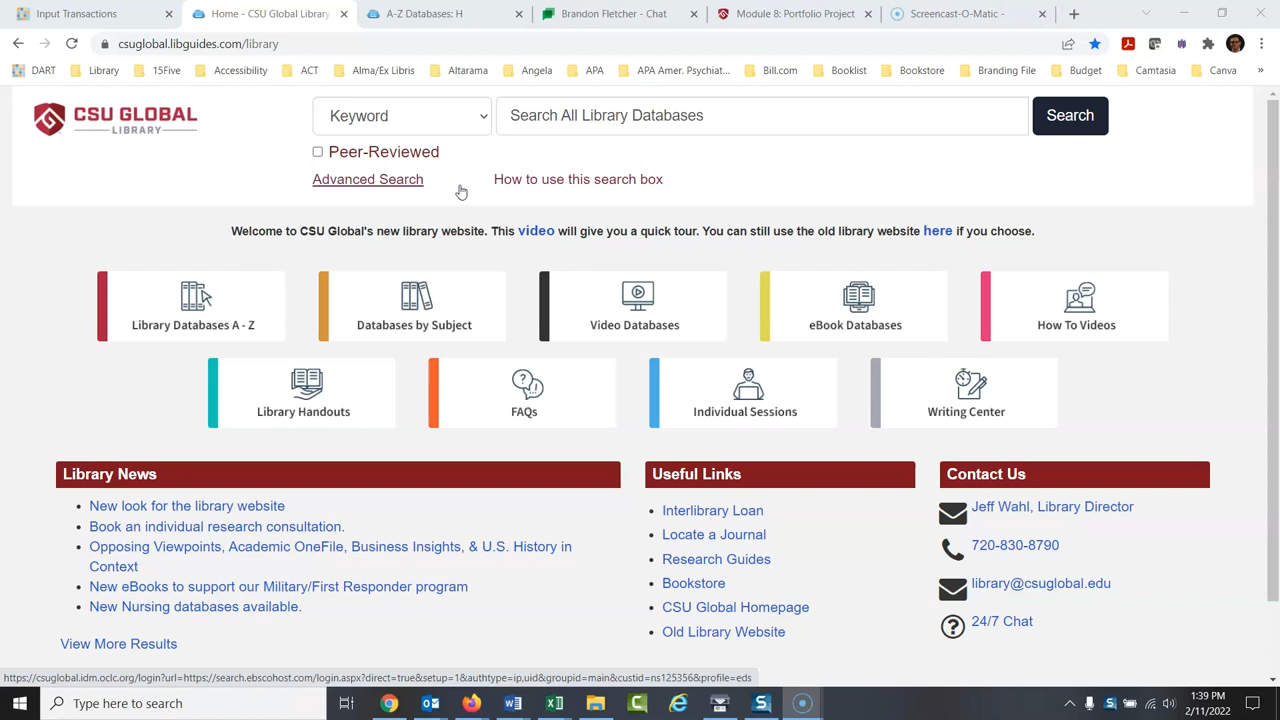 Input Transactions
Home - CSU Global Library
A-Z Databases: H
Brandon Fletcher - Chat
Module 8: Portfolio Project
Screencast-O-Matic -
csuglobal.libguides.com/library
DART
Library
15Five
Accessibility
ACT
Alma/Ex Libris
Altarama
Angela
APA
APA Amer. Psychiat...
Bill.com
Booklist
Bookstore
Branding File
Budget
Camtasia
Canva
»
CSU GLOBAL
LIBRARY
Keyword
Search All Library Databases
Search
Peer-Reviewed
Advanced Search
How to use this search box
Welcome to CSU Global's new library website. This video will give you a quick tour. You can still use the old library website here if you choose.
Library Databases A - Z
Databases by Subject
Video Databases
eBook Databases
How To Videos
Library Handouts
FAQs
Individual Sessions
Writing Center
Library News
New look for the library website
Book an individual research consultation.
Opposing Viewpoints, Academic OneFile, Business Insights, & U.S. History in
Context
New eBooks to support our Military/First Responder program
New Nursing databases available.
View More Results
Useful Links
Interlibrary Loan
Locate a Journal
Research Guides
Bookstore
CSU Global Homepage
Old Library Website
Contact Us
Jeff Wahl, Library Director
720-830-8790
library@csuglobal.edu
24/7 Chat
https://csuglobal.idm.oclc.org/login?url=https://search.ebscohost.com/login.aspx?direct=true&setup=1&authtype=ip,uid&groupid=main&custid=ns125356&profile=eds
Type here to search
1:39 PM
2/11/2022